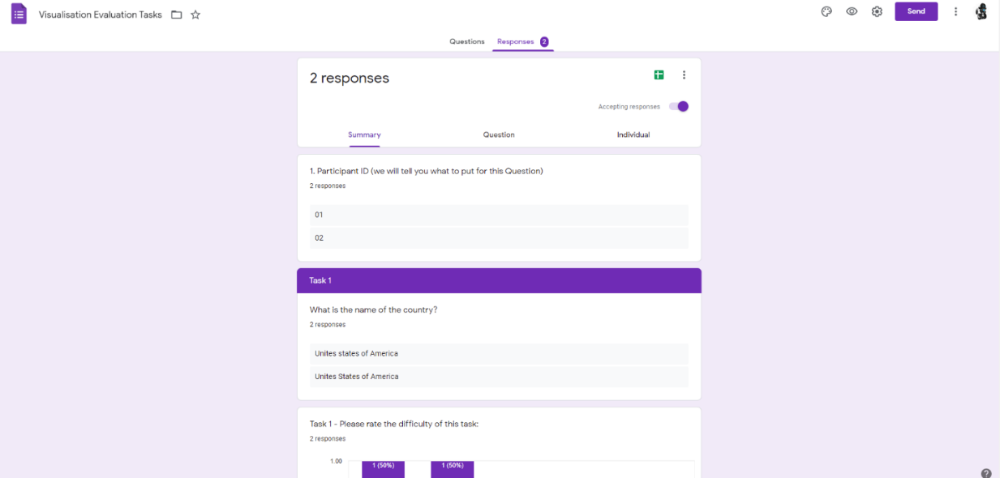 Visualisation Evaluation Tasks
Send
Questions
Responses 2
2 responses
Accepting responses
Summary
Question
Individual
1. Participant ID (we will tell you what to put for this Question)
2 responses
01
02
Task 1
What is the name of the country?
2 responses
Unites states of America
Unites States of America
Task 1 - Please rate the difficulty of this task:
2 responses
1.00
1 (50%)
1 (50%)